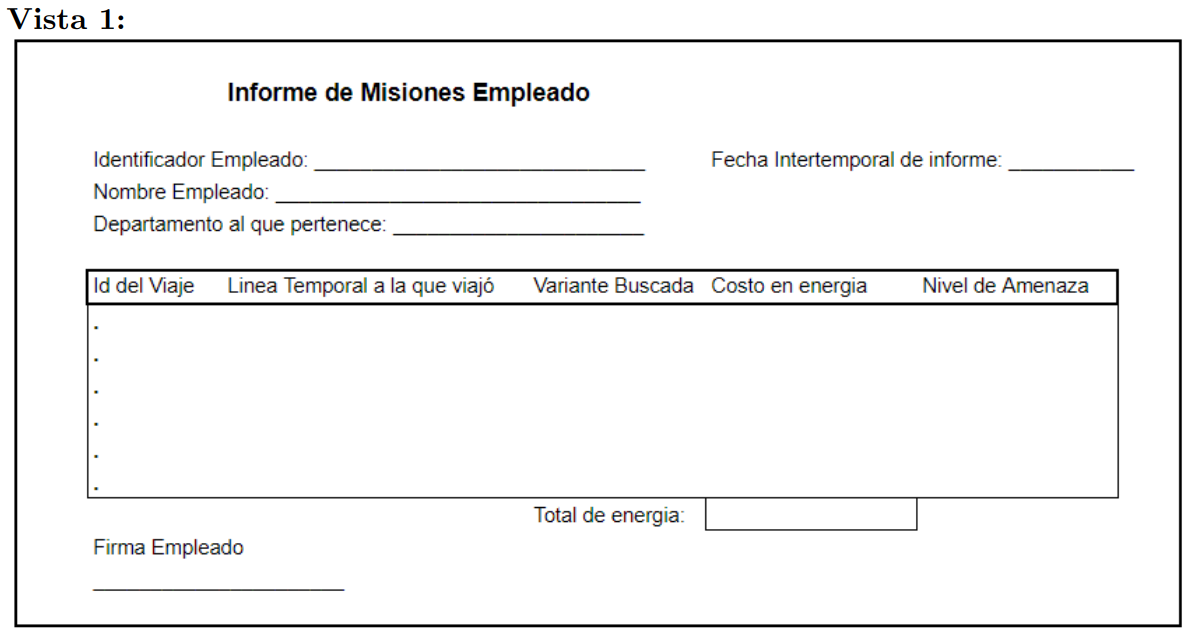 Vista 1:
Informe de Misiones Empleado
Identificador Empleado: ____________________________ Fecha Intertemporal de informe: ___________
Nombre Empleado: ________________________________
Departamento al que pertenece: ______________________
Id del Viaje Linea Temporal a la que viajó Variante Buscada Costo en energia Nivel de Amenaza
.
.
.
.
.
.
Total de energia:
Firma Empleado
______________________